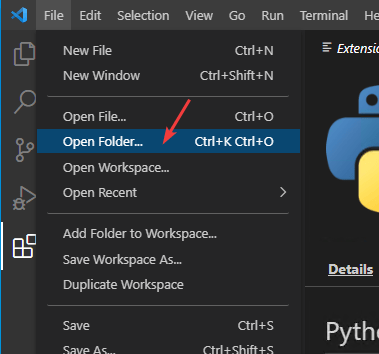 File Edit Selection View Go Run Terminal
New File Ctrl+N
New Window Ctrl+Shift+N
Open File... Ctrl+O
Open Folder... Ctrl+K Ctrl+O
Open Workspace...
Open Recent
Add Folder to Workspace...
Save Workspace As...
Duplicate Workspace
Save Ctrl+S
Save As... Ctrl+Shift+S
Extensio
Details
Pytho